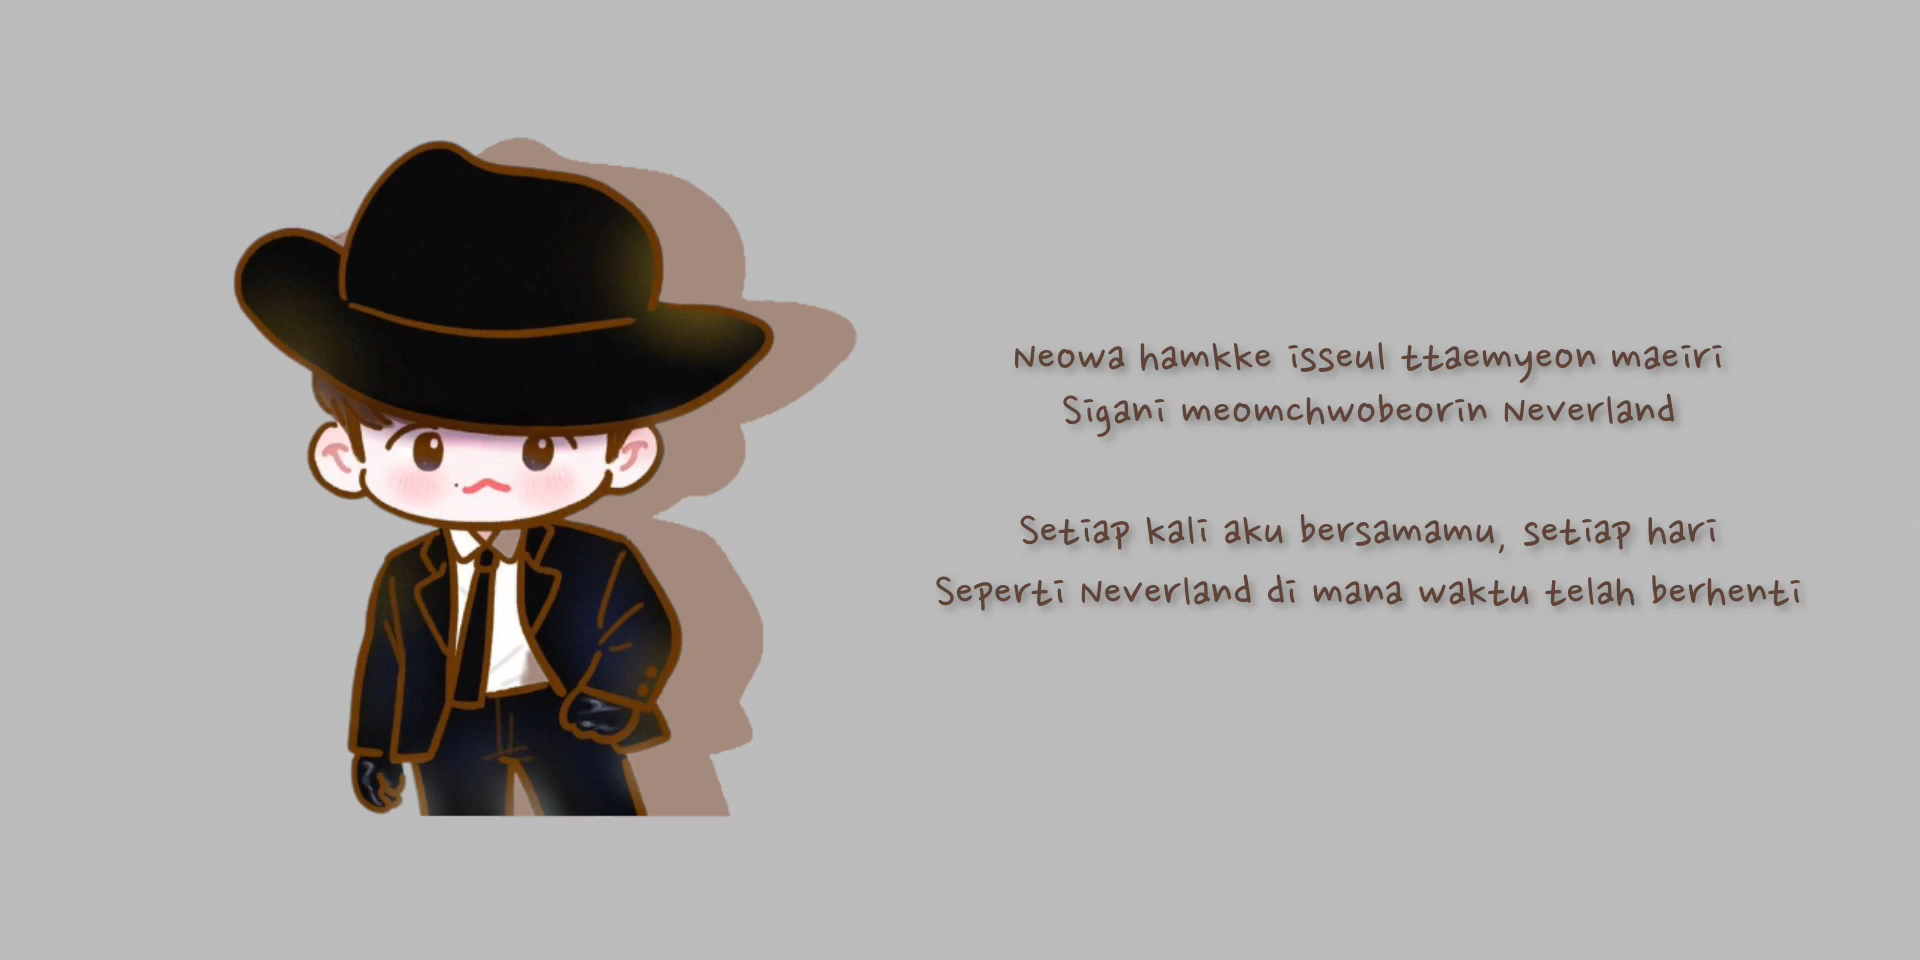 Neowa hamkke isseul ttaemyeon maeiri
Sigani meomchwobeorin Neverland
Setiap kali aku bersamamu, setiap hari
Seperti Neverland di mana waktu telah berhenti